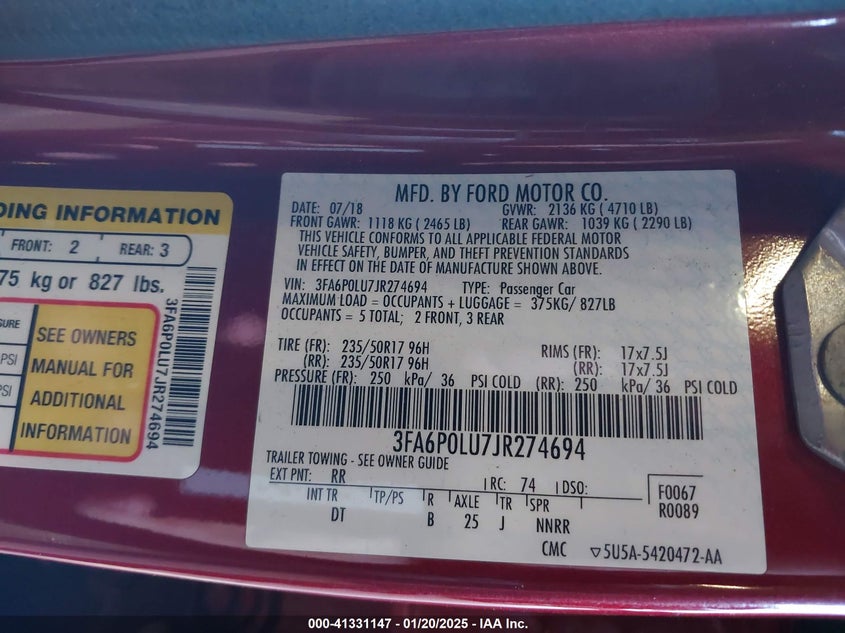 DING INFORMATION
FRONT: 2 REAR: 3
75 kg or 827 lbs.
PSI
PSI
SEE OWNERS
MANUAL FOR
ADDITIONAL
INFORMATION
3FA6P0LU7JR274694
MFD. BY FORD MOTOR CO.
DATE: 07/18 GVWR: 2136 KG ( 4710 LB)
FRONT GAWR: 1118 KG ( 2465 LB) REAR GAWR: 1039 KG ( 2290 LB)
THIS VEHICLE CONFORMS TO ALL APPLICABLE FEDERAL MOTOR
VEHICLE SAFETY, BUMPER, AND THEFT PREVENTION STANDARDS
IN EFFECT ON THE DATE OF MANUFACTURE SHOWN ABOVE.
VIN: 3FA6P0LU7JR274694 TYPE: Passenger Car
MAXIMUM LOAD = OCCUPANTS + LUGGAGE = 375KG/ 827LB
OCCUPANTS = 5 TOTAL; 2 FRONT, 3 REAR
TIRE (FR): 235/50R17 96H RIMS (FR): 17x7.5J
(RR): 235/50R17 96H (RR): 17x7.5J
PRESSURE (FR): 250 kPa/ 36 PSI COLD (RR): 250 kPa/ 36 PSI COLD
3FA6P0LU7JR274694
TRAILER TOWING - SEE OWNER GUIDE
EXT PNT: RR RC: 74 DSO: F0067
INT TR TP/PS R AXLE TR SPR R0089
DT B 25 J NNRR
CMC ▽5U5A-5420472-AA
000-41331147 — 01/20/2025 — IAA Inc.